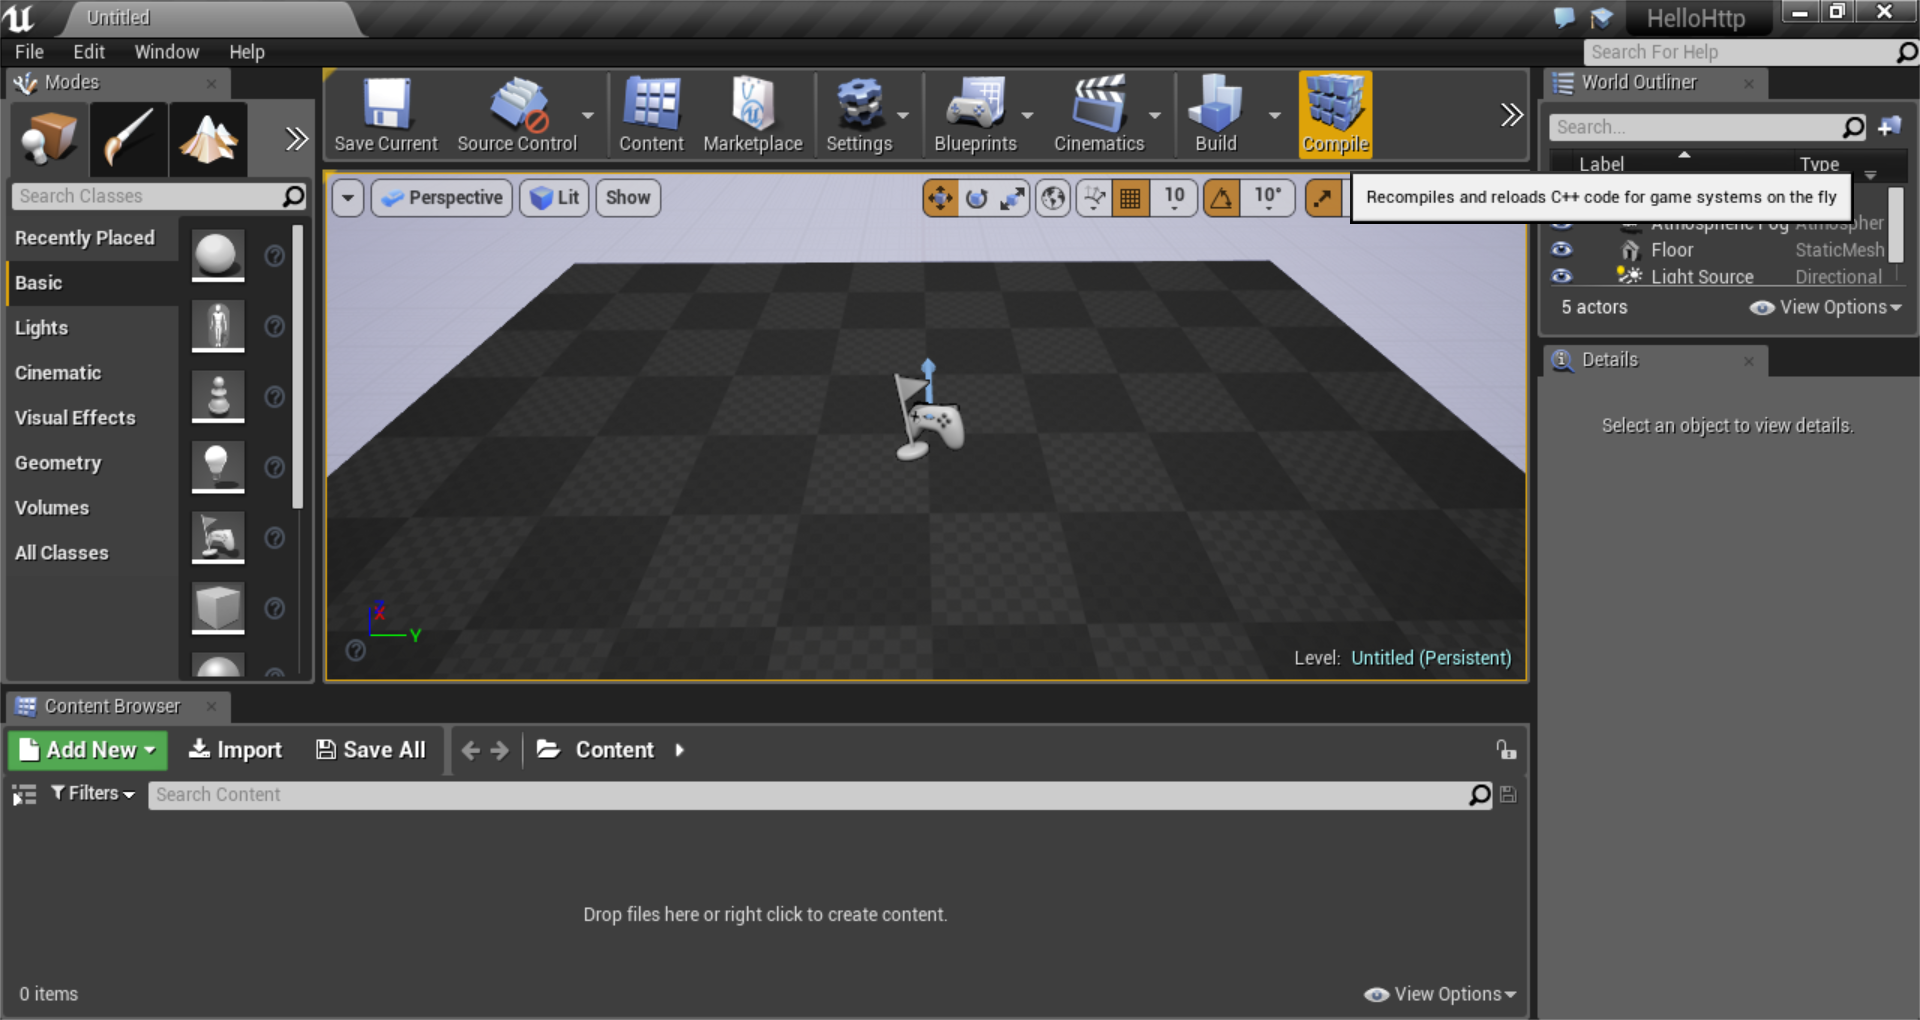 Untitled
HelloHttp
File Edit Window Help
Search For Help
Modes
Save Current
Source Control
Content
Marketplace
Settings
Blueprints
Cinematics
Build
Compile
World Outliner
Search...
Label Type
Search Classes
Perspective
Lit
Show
10
10°
Recompiles and reloads C++ code for game systems on the fly
Atmospheric Fog Atmospher
Floor StaticMesh
Light Source Directional
5 actors
View Options
Recently Placed
Basic
Lights
Cinematic
Visual Effects
Geometry
Volumes
All Classes
Z
X
Y
Level: Untitled (Persistent)
Details
Select an object to view details.
Content Browser
Add New
Import
Save All
Content
Filters
Search Content
Drop files here or right click to create content.
0 items
View Options